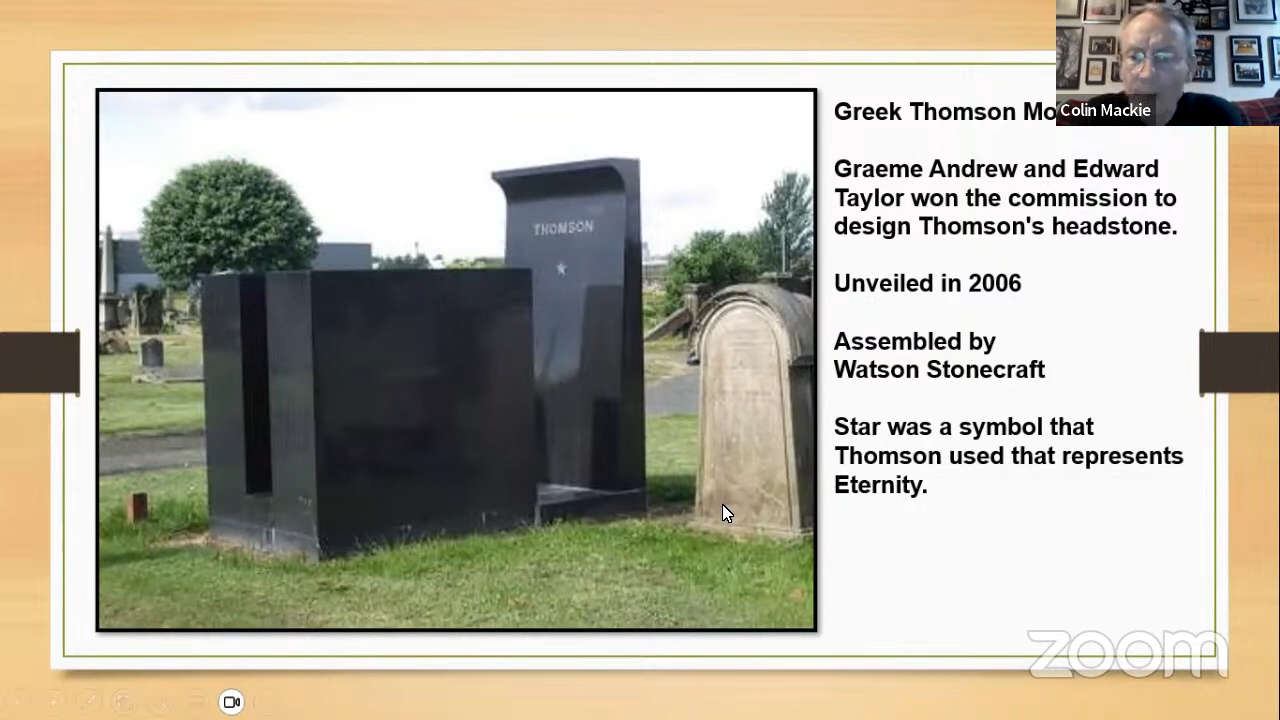 Greek Thomson Mo
Colin Mackie
Graeme Andrew and Edward
Taylor won the commission to
design Thomson's headstone.
Unveiled in 2006
Assembled by
Watson Stonecraft
Star was a symbol that
Thomson used that represents
Eternity.
THOMSON
zoom